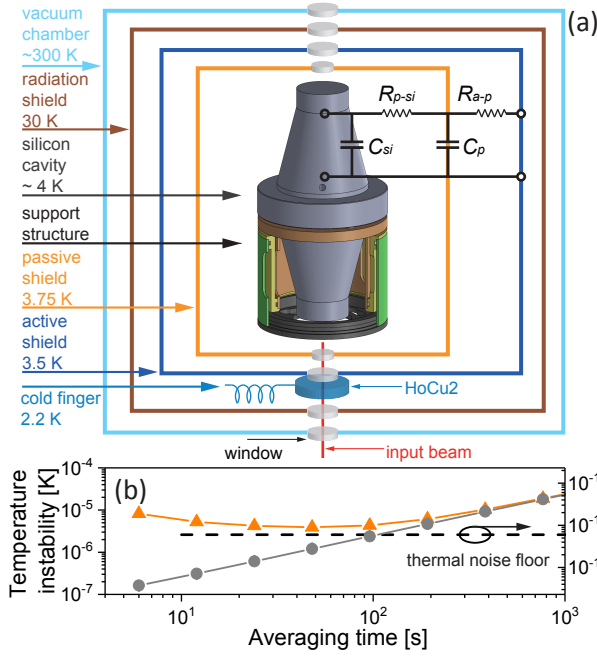 (a)
vacuum
chamber
~300 K
radiation
shield
30 K
silicon
cavity
~ 4 K
support
structure
passive
shield
3.75 K
active
shield
3.5 K
cold finger
2.2 K
Rp-si
Ra-p
Csi
Cp
HoCu2
window
input beam
(b)
Temperature
instability [K]
10-4
10-5
10-6
10-7
thermal noise floor
101
102
103
Averaging time [s]